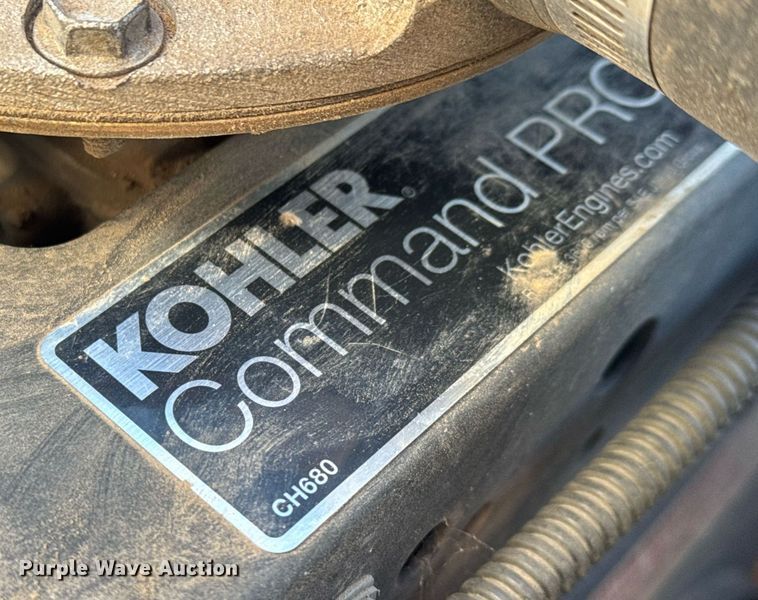 KOHLER®
Command PRO
KohlerEngines.com
CH680
Purple Wave Auction